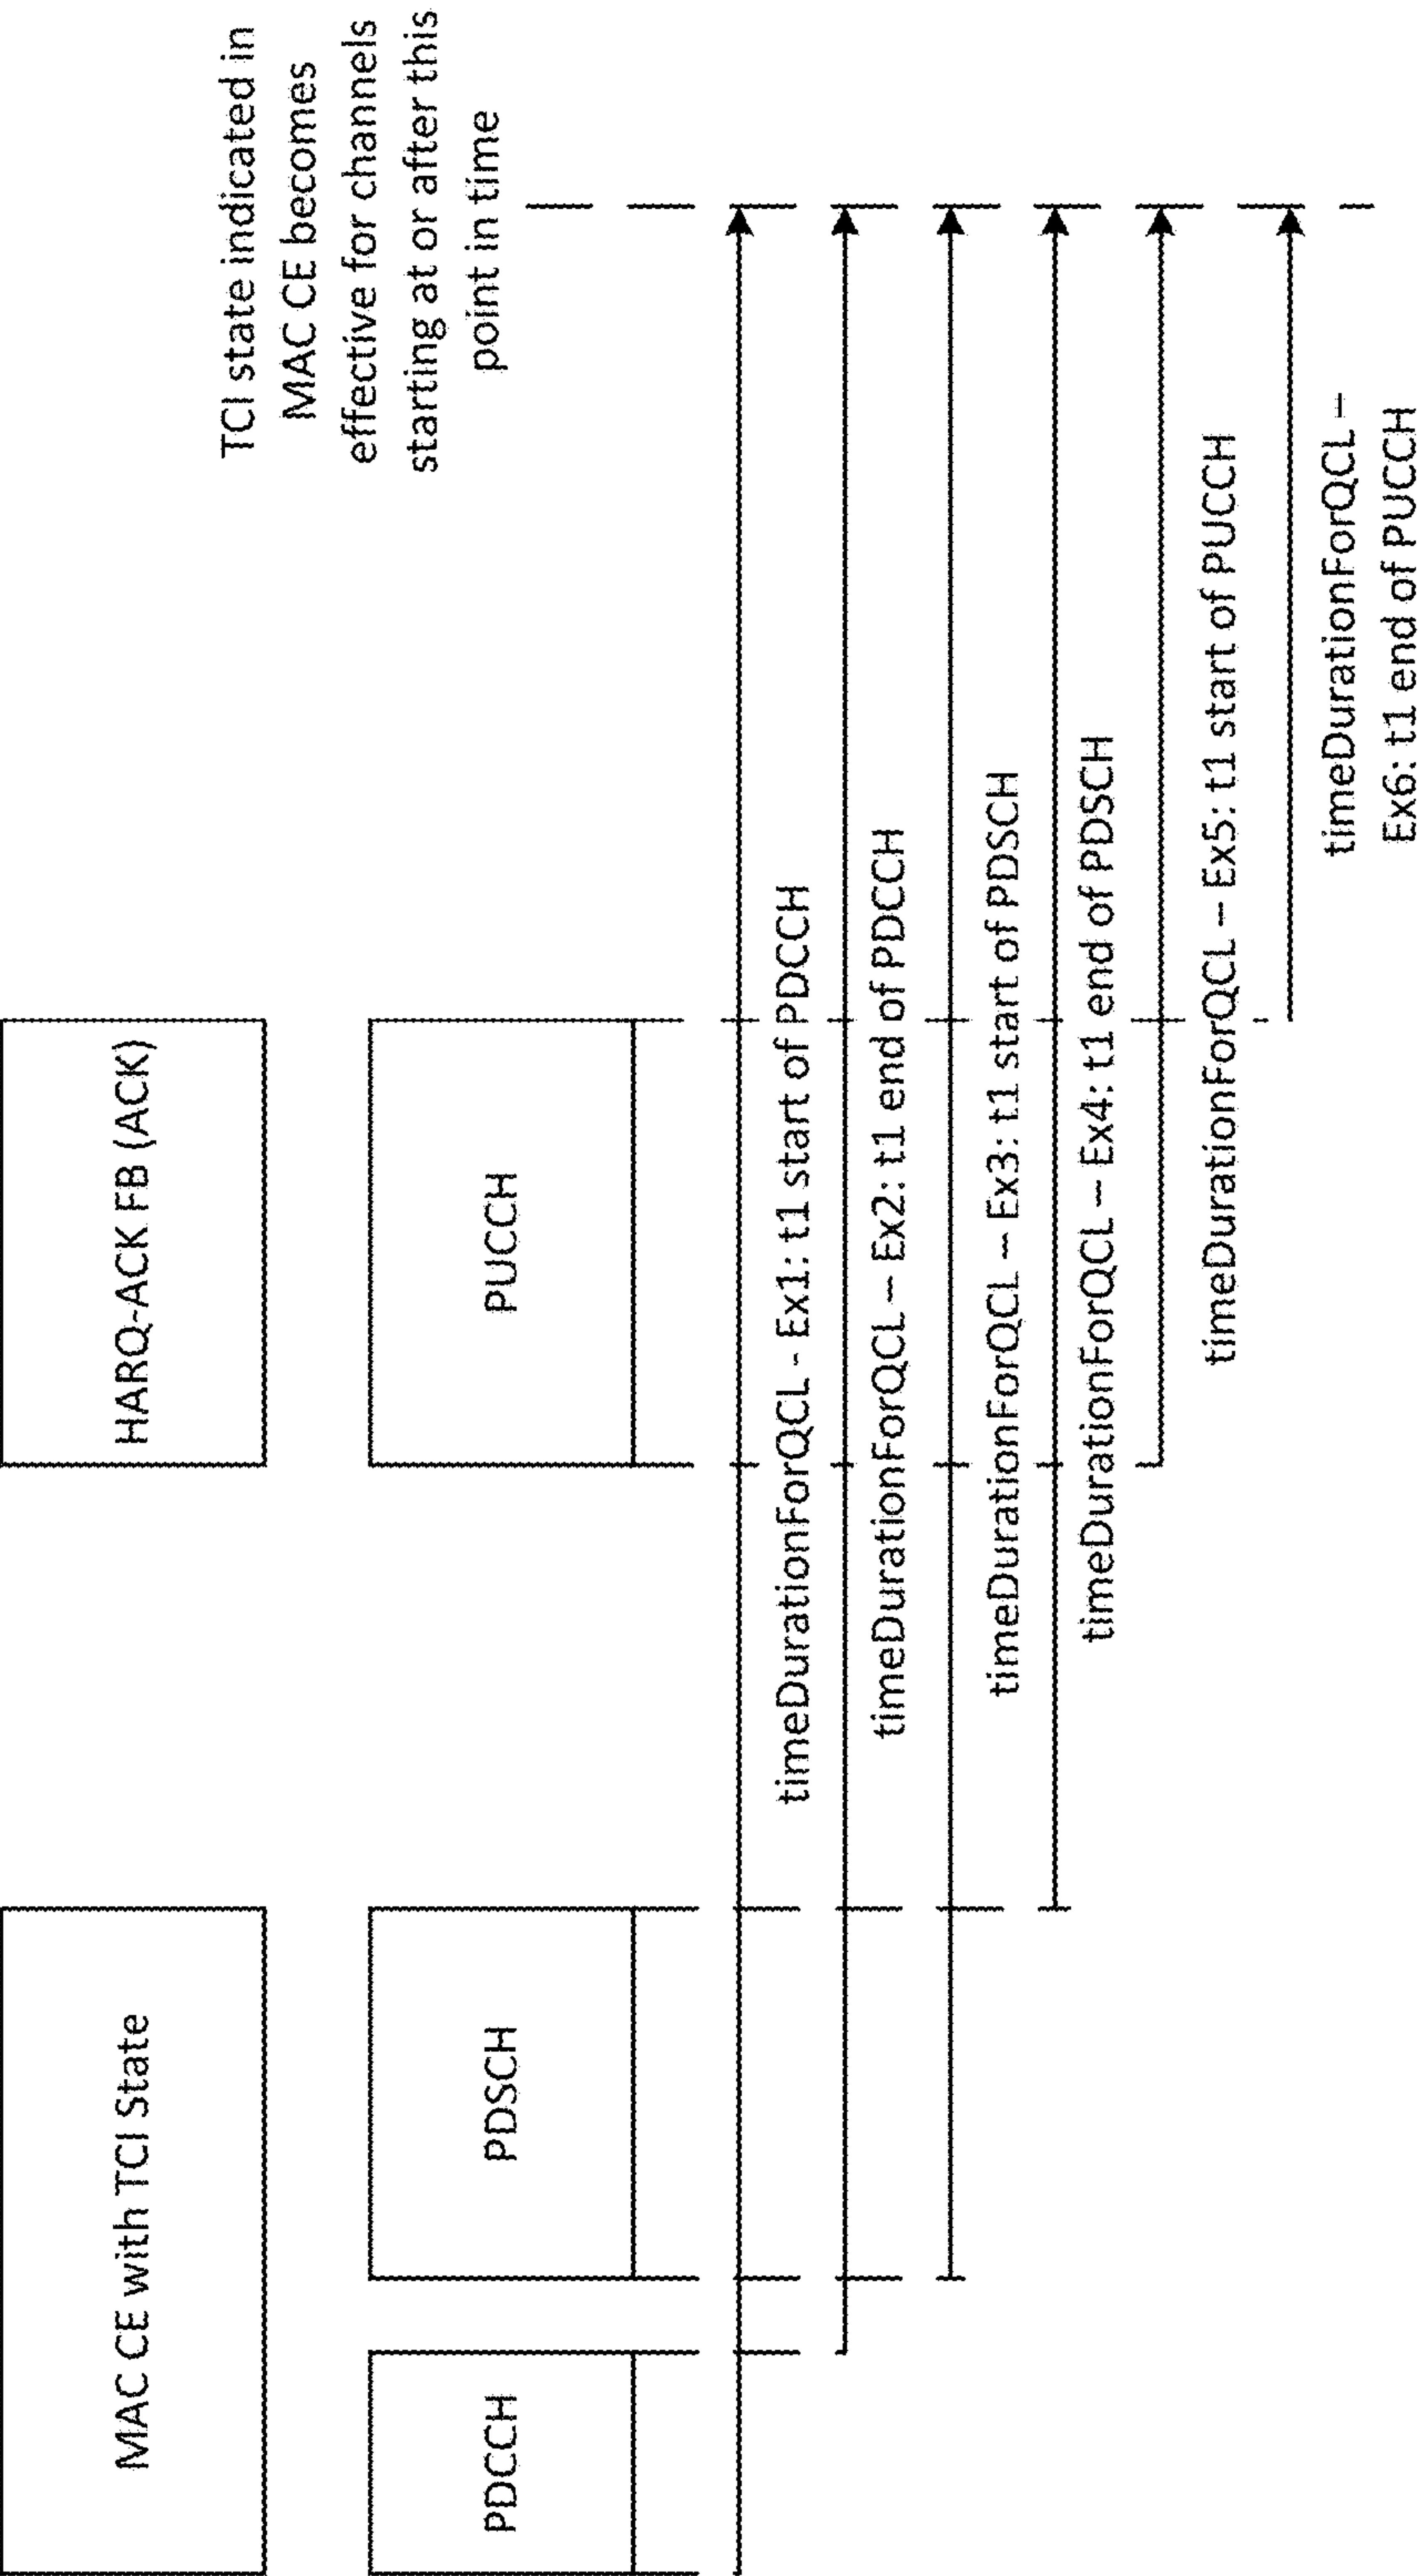 MAC CE with TCI State
HARQ-ACK FB (ACK)
TCI state indicated in
MAC CE becomes
effective for channels
starting at or after this
point in time
PDCCH
PDSCH
PUCCH
timeDurationForQCL - Ex1: t1 start of PDCCH
timeDurationForQCL – Ex2: t1 end of PDCCH
timeDurationForQCL – Ex3: t1 start of PDSCH
timeDurationForQCL – Ex4: t1 end of PDSCH
timeDurationForQCL – Ex5: t1 start of PUCCH
timeDurationForQCL –
Ex6: t1 end of PUCCH